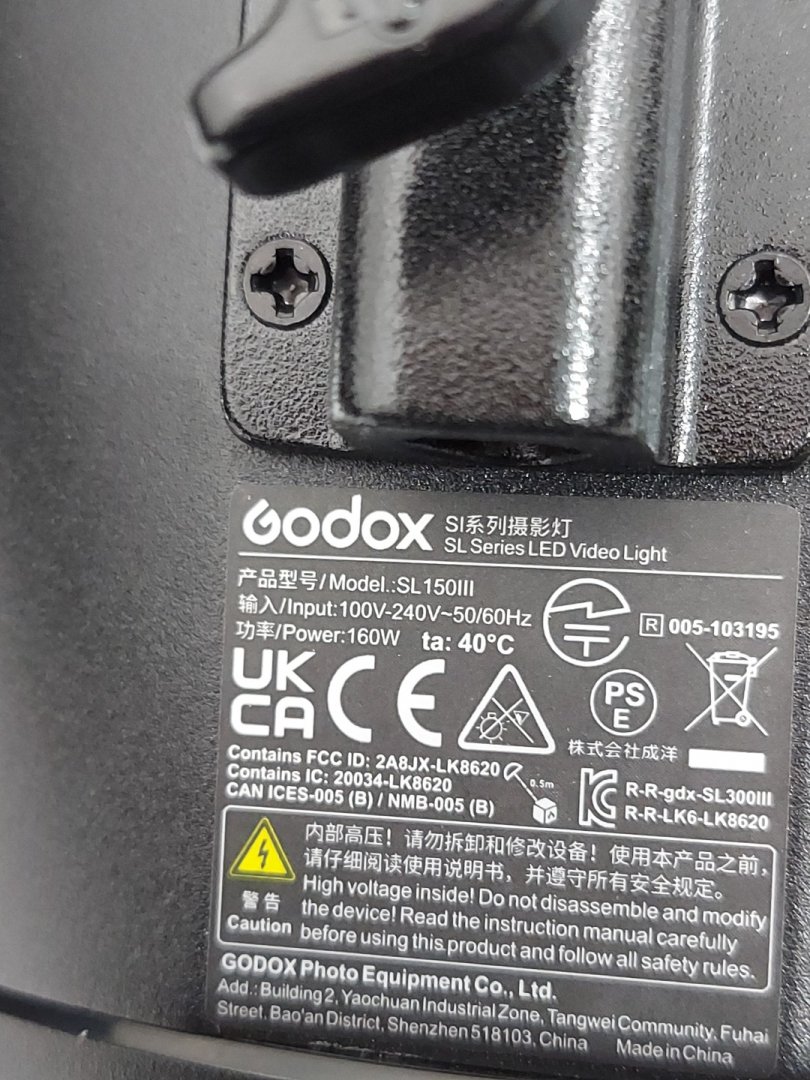 Godox SI系列摄影灯
SL Series LED Video Light
产品型号/Model.:SL150III
输入/Input:100V-240V~50/60Hz
功率/Power:160W ta: 40°C
R 005-103195
UK
CA CE
PS
E
株式会社成洋
Contains FCC ID: 2A8JX-LK8620
Contains IC: 20034-LK8620
CAN ICES-005 (B) / NMB-005 (B)
0.5m
R-R-gdx-SL300III
R-R-LK6-LK8620
内部高压！请勿拆卸和修改设备！使用本产品之前，
请仔细阅读使用说明书，并遵守所有安全规定。
警告
Caution
High voltage inside! Do not disassemble and modify
the device! Read the instruction manual carefully
before using this product and follow all safety rules.
GODOX Photo Equipment Co., Ltd.
Add.: Building 2, Yaochuan Industrial Zone, Tangwei Community, Fuhai
Street, Bao'an District, Shenzhen 518103, China Made in China